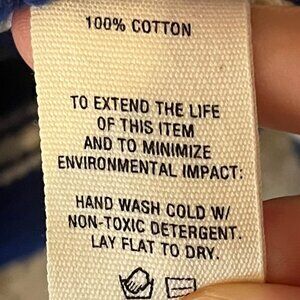 100% COTTON
TO EXTEND THE LIFE
OF THIS ITEM
AND TO MINIMIZE
ENVIRONMENTAL IMPACT:
HAND WASH COLD W/
NON-TOXIC DETERGENT.
LAY FLAT TO DRY.